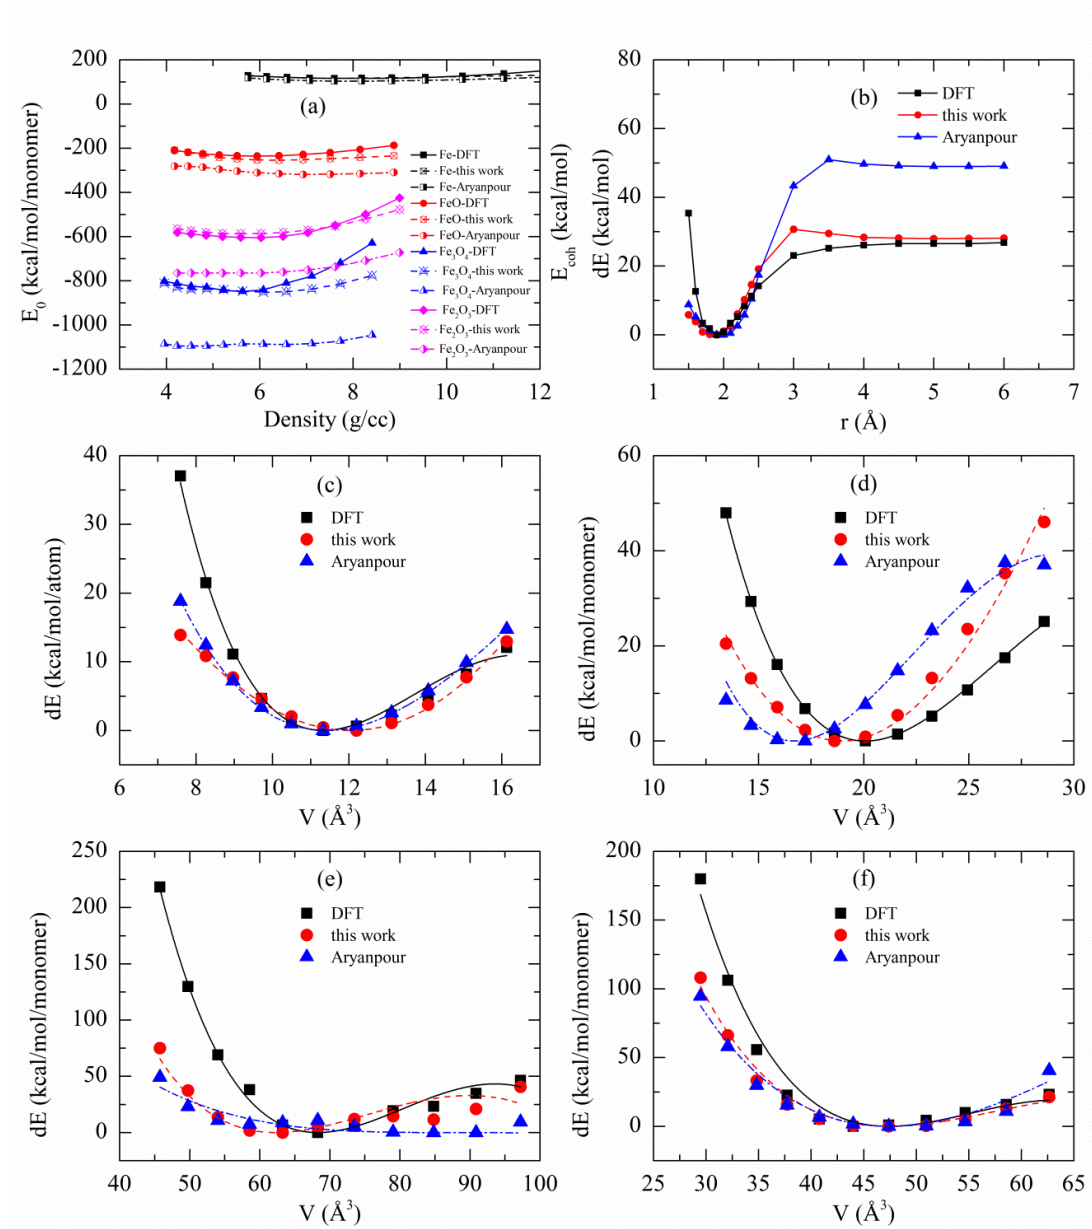 (a)
E0 (kcal/mol/monomer)
200
0
-200
-400
-600
-800
-1000
-1200
Fe-DFT
Fe-this work
Fe-Aryanpour
FeO-DFT
FeO-this work
FeO-Aryanpour
Fe3O4-DFT
Fe3O4-this work
Fe3O4-Aryanpour
Fe2O3-DFT
Fe2O3-this work
Fe2O3-Aryanpour
4 6 8 10 12
Density (g/cc)
(b)
Ecoh (kcal/mol)
dE (kcal/mol)
80
60
40
20
0
DFT
this work
Aryanpour
1 2 3 4 5 6 7
r (Å)
(c)
dE (kcal/mol/atom)
40
30
20
10
0
DFT
this work
Aryanpour
6 8 10 12 14 16
V (Å³)
(d)
dE (kcal/mol/monomer)
60
40
20
0
DFT
this work
Aryanpour
10 15 20 25 30
V (Å³)
(e)
dE (kcal/mol/monomer)
250
200
150
100
50
0
DFT
this work
Aryanpour
40 50 60 70 80 90 100
V (Å³)
(f)
dE (kcal/mol/monomer)
200
150
100
50
0
DFT
this work
Aryanpour
25 30 35 40 45 50 55 60 65
V (Å³)